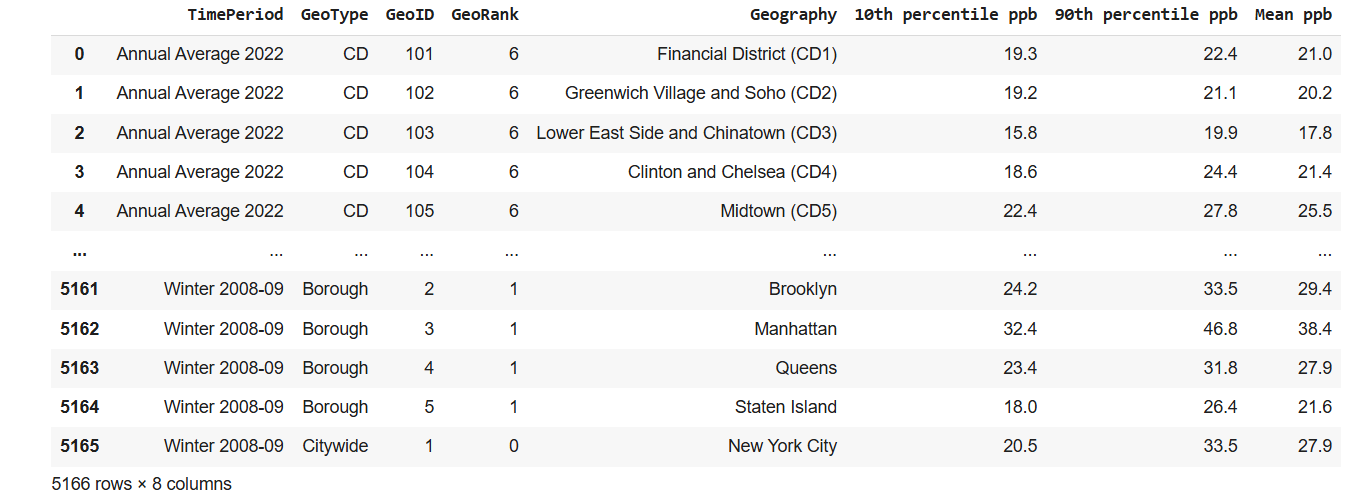 TimePeriod GeoType GeoID GeoRank Geography 10th percentile ppb 90th percentile ppb Mean ppb
0 Annual Average 2022 CD 101 6 Financial District (CD1) 19.3 22.4 21.0
1 Annual Average 2022 CD 102 6 Greenwich Village and Soho (CD2) 19.2 21.1 20.2
2 Annual Average 2022 CD 103 6 Lower East Side and Chinatown (CD3) 15.8 19.9 17.8
3 Annual Average 2022 CD 104 6 Clinton and Chelsea (CD4) 18.6 24.4 21.4
4 Annual Average 2022 CD 105 6 Midtown (CD5) 22.4 27.8 25.5
... ... ... ... ... ... ... ... ...
5161 Winter 2008-09 Borough 2 1 Brooklyn 24.2 33.5 29.4
5162 Winter 2008-09 Borough 3 1 Manhattan 32.4 46.8 38.4
5163 Winter 2008-09 Borough 4 1 Queens 23.4 31.8 27.9
5164 Winter 2008-09 Borough 5 1 Staten Island 18.0 26.4 21.6
5165 Winter 2008-09 Citywide 1 0 New York City 20.5 33.5 27.9
5166 rows × 8 columns